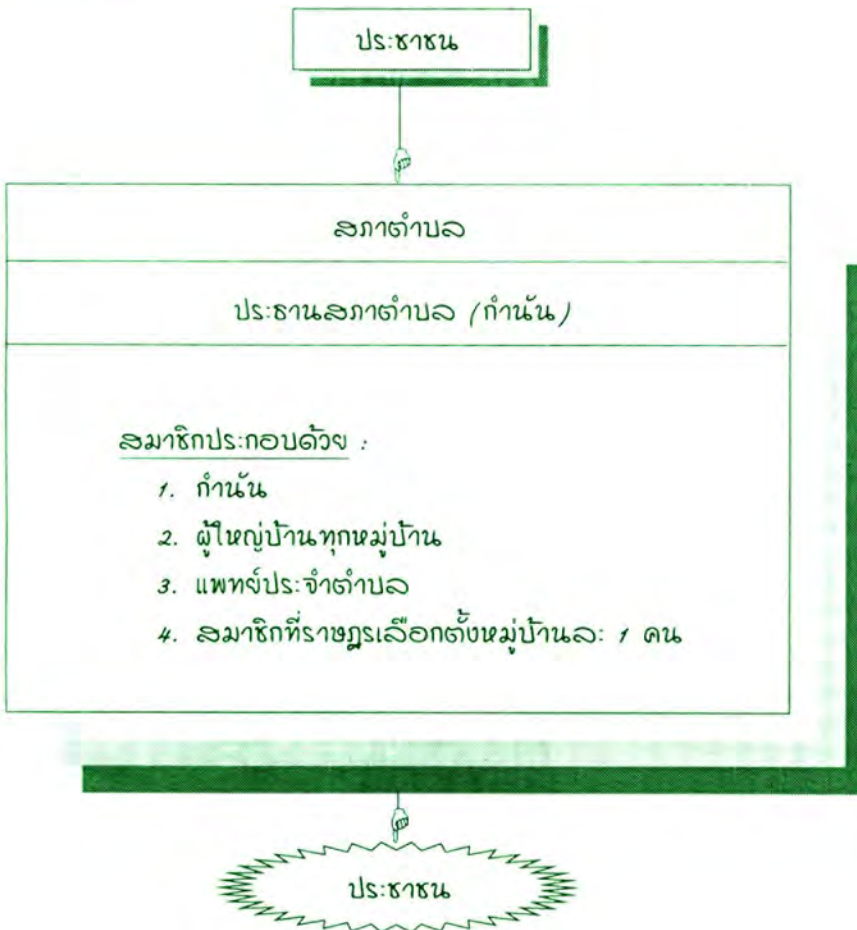 ประชาชน
สภาตำบล
ประธานสภาตำบล (กำนัน)
สมาชิกประกอบด้วย :
1. กำนัน
2. ผู้ใหญ่บ้านทุกหมู่บ้าน
3. แพทย์ประจำตำบล
4. สมาชิกที่ราษฎรเลือกตั้งหมู่บ้านละ 1 คน
ประชาชน